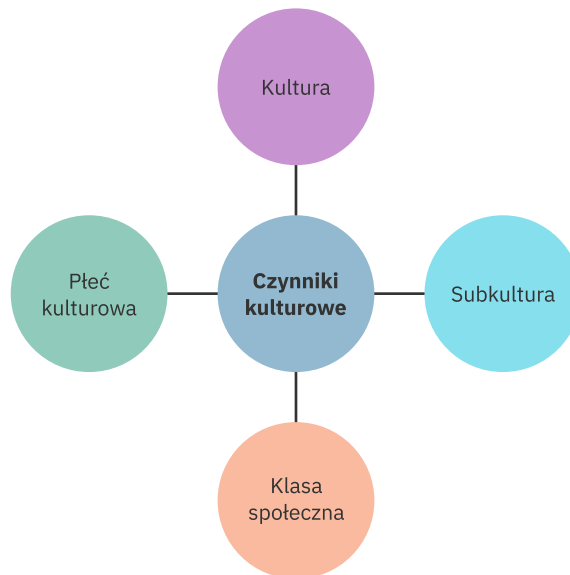 Kultura
Płeć
kulturowa
Czynniki
kulturowe
Subkultura
Klasa
społeczna